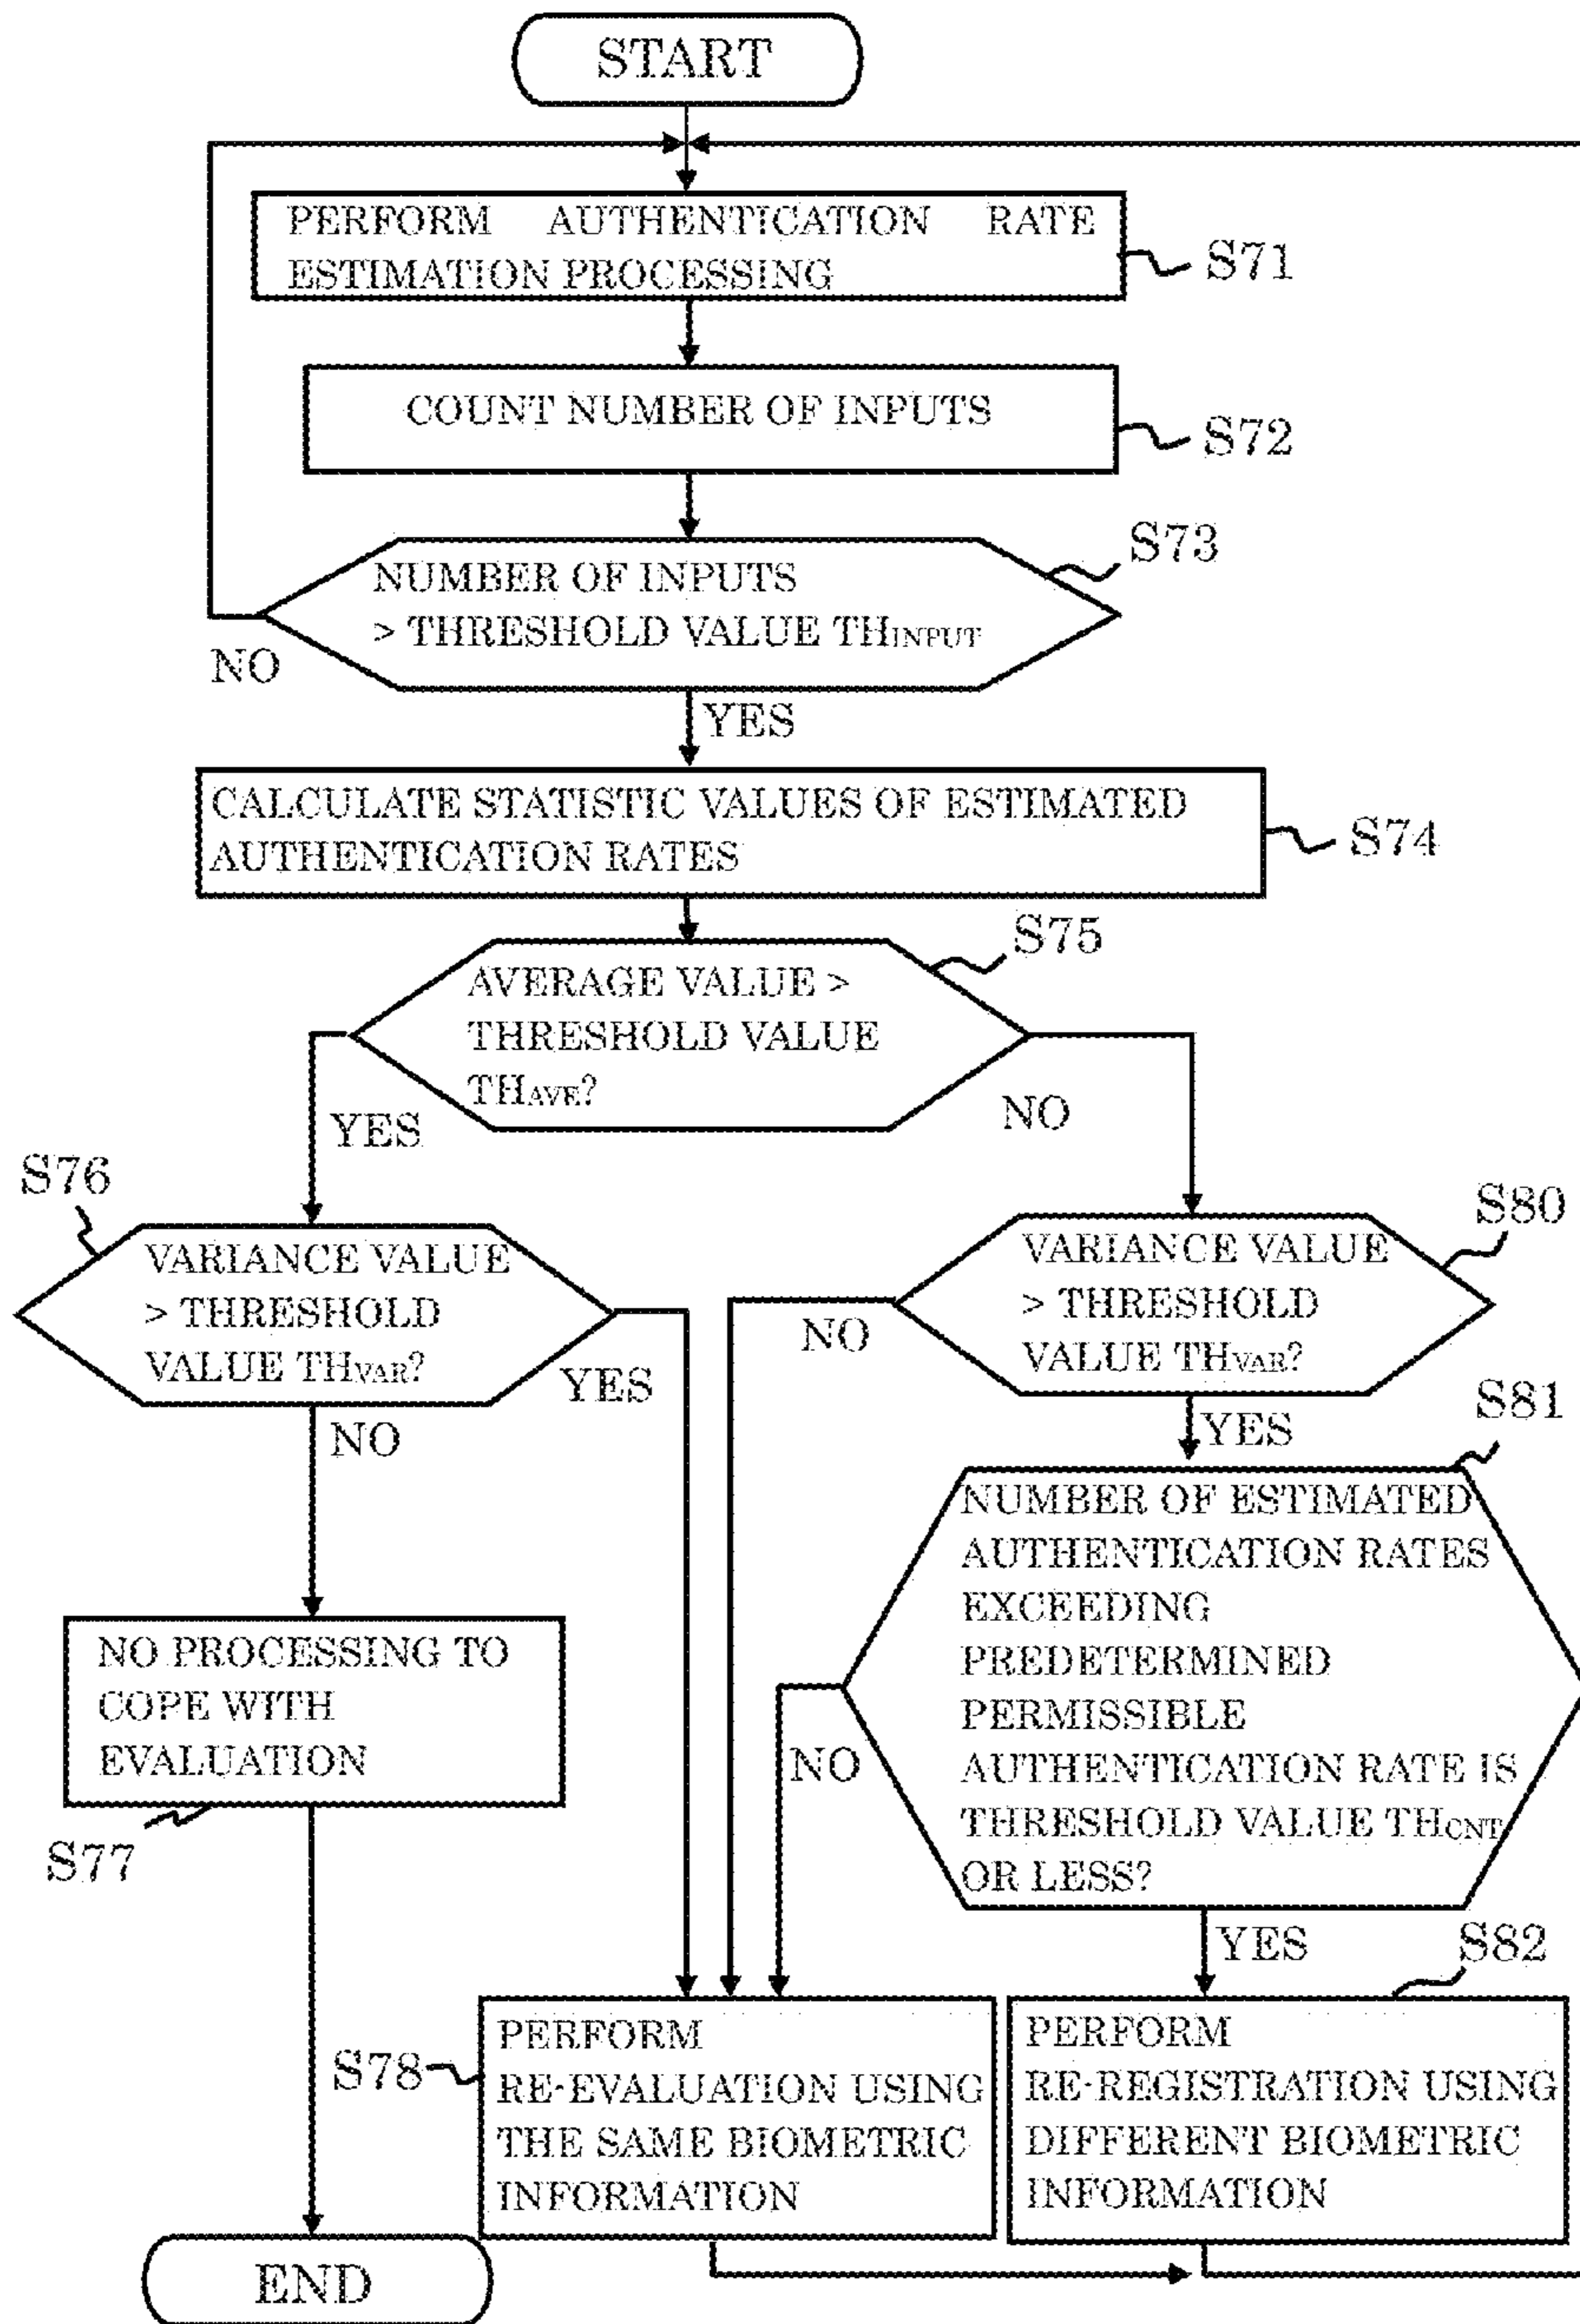 START
PERFORM AUTHENTICATION RATE
ESTIMATION PROCESSING
S71
COUNT NUMBER OF INPUTS
S72
S73
NUMBER OF INPUTS
> THRESHOLD VALUE THINPUT
NO
YES
CALCULATE STATISTIC VALUES OF ESTIMATED
AUTHENTICATION RATES
S74
S75
AVERAGE VALUE >
THRESHOLD VALUE
THAVE?
YES
NO
S76
VARIANCE VALUE
> THRESHOLD
VALUE THVAR?
YES
NO
S80
VARIANCE VALUE
> THRESHOLD
VALUE THVAR?
NO
YES
S81
NUMBER OF ESTIMATED
AUTHENTICATION RATES
EXCEEDING
PREDETERMINED
PERMISSIBLE
AUTHENTICATION RATE IS
THRESHOLD VALUE THCNT
OR LESS?
NO
YES
NO PROCESSING TO
COPE WITH
EVALUATION
S77
S78
PERFORM
RE-EVALUATION USING
THE SAME BIOMETRIC
INFORMATION
S82
PERFORM
RE-REGISTRATION USING
DIFFERENT BIOMETRIC
INFORMATION
END